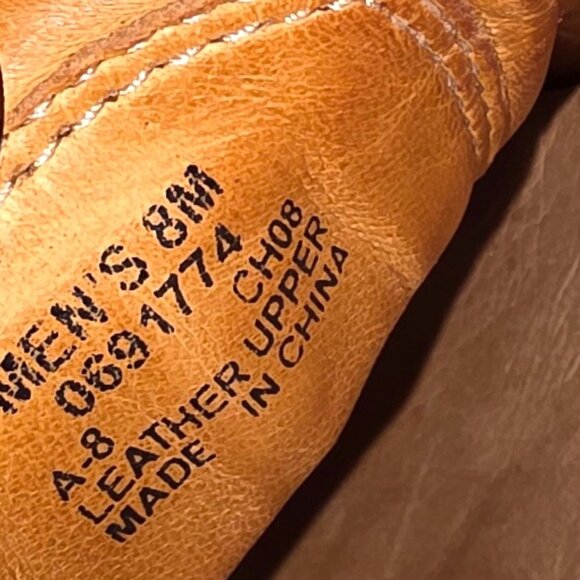 MEN'S 8M
0691774
A-8 CH08
LEATHER UPPER
MADE IN CHINA